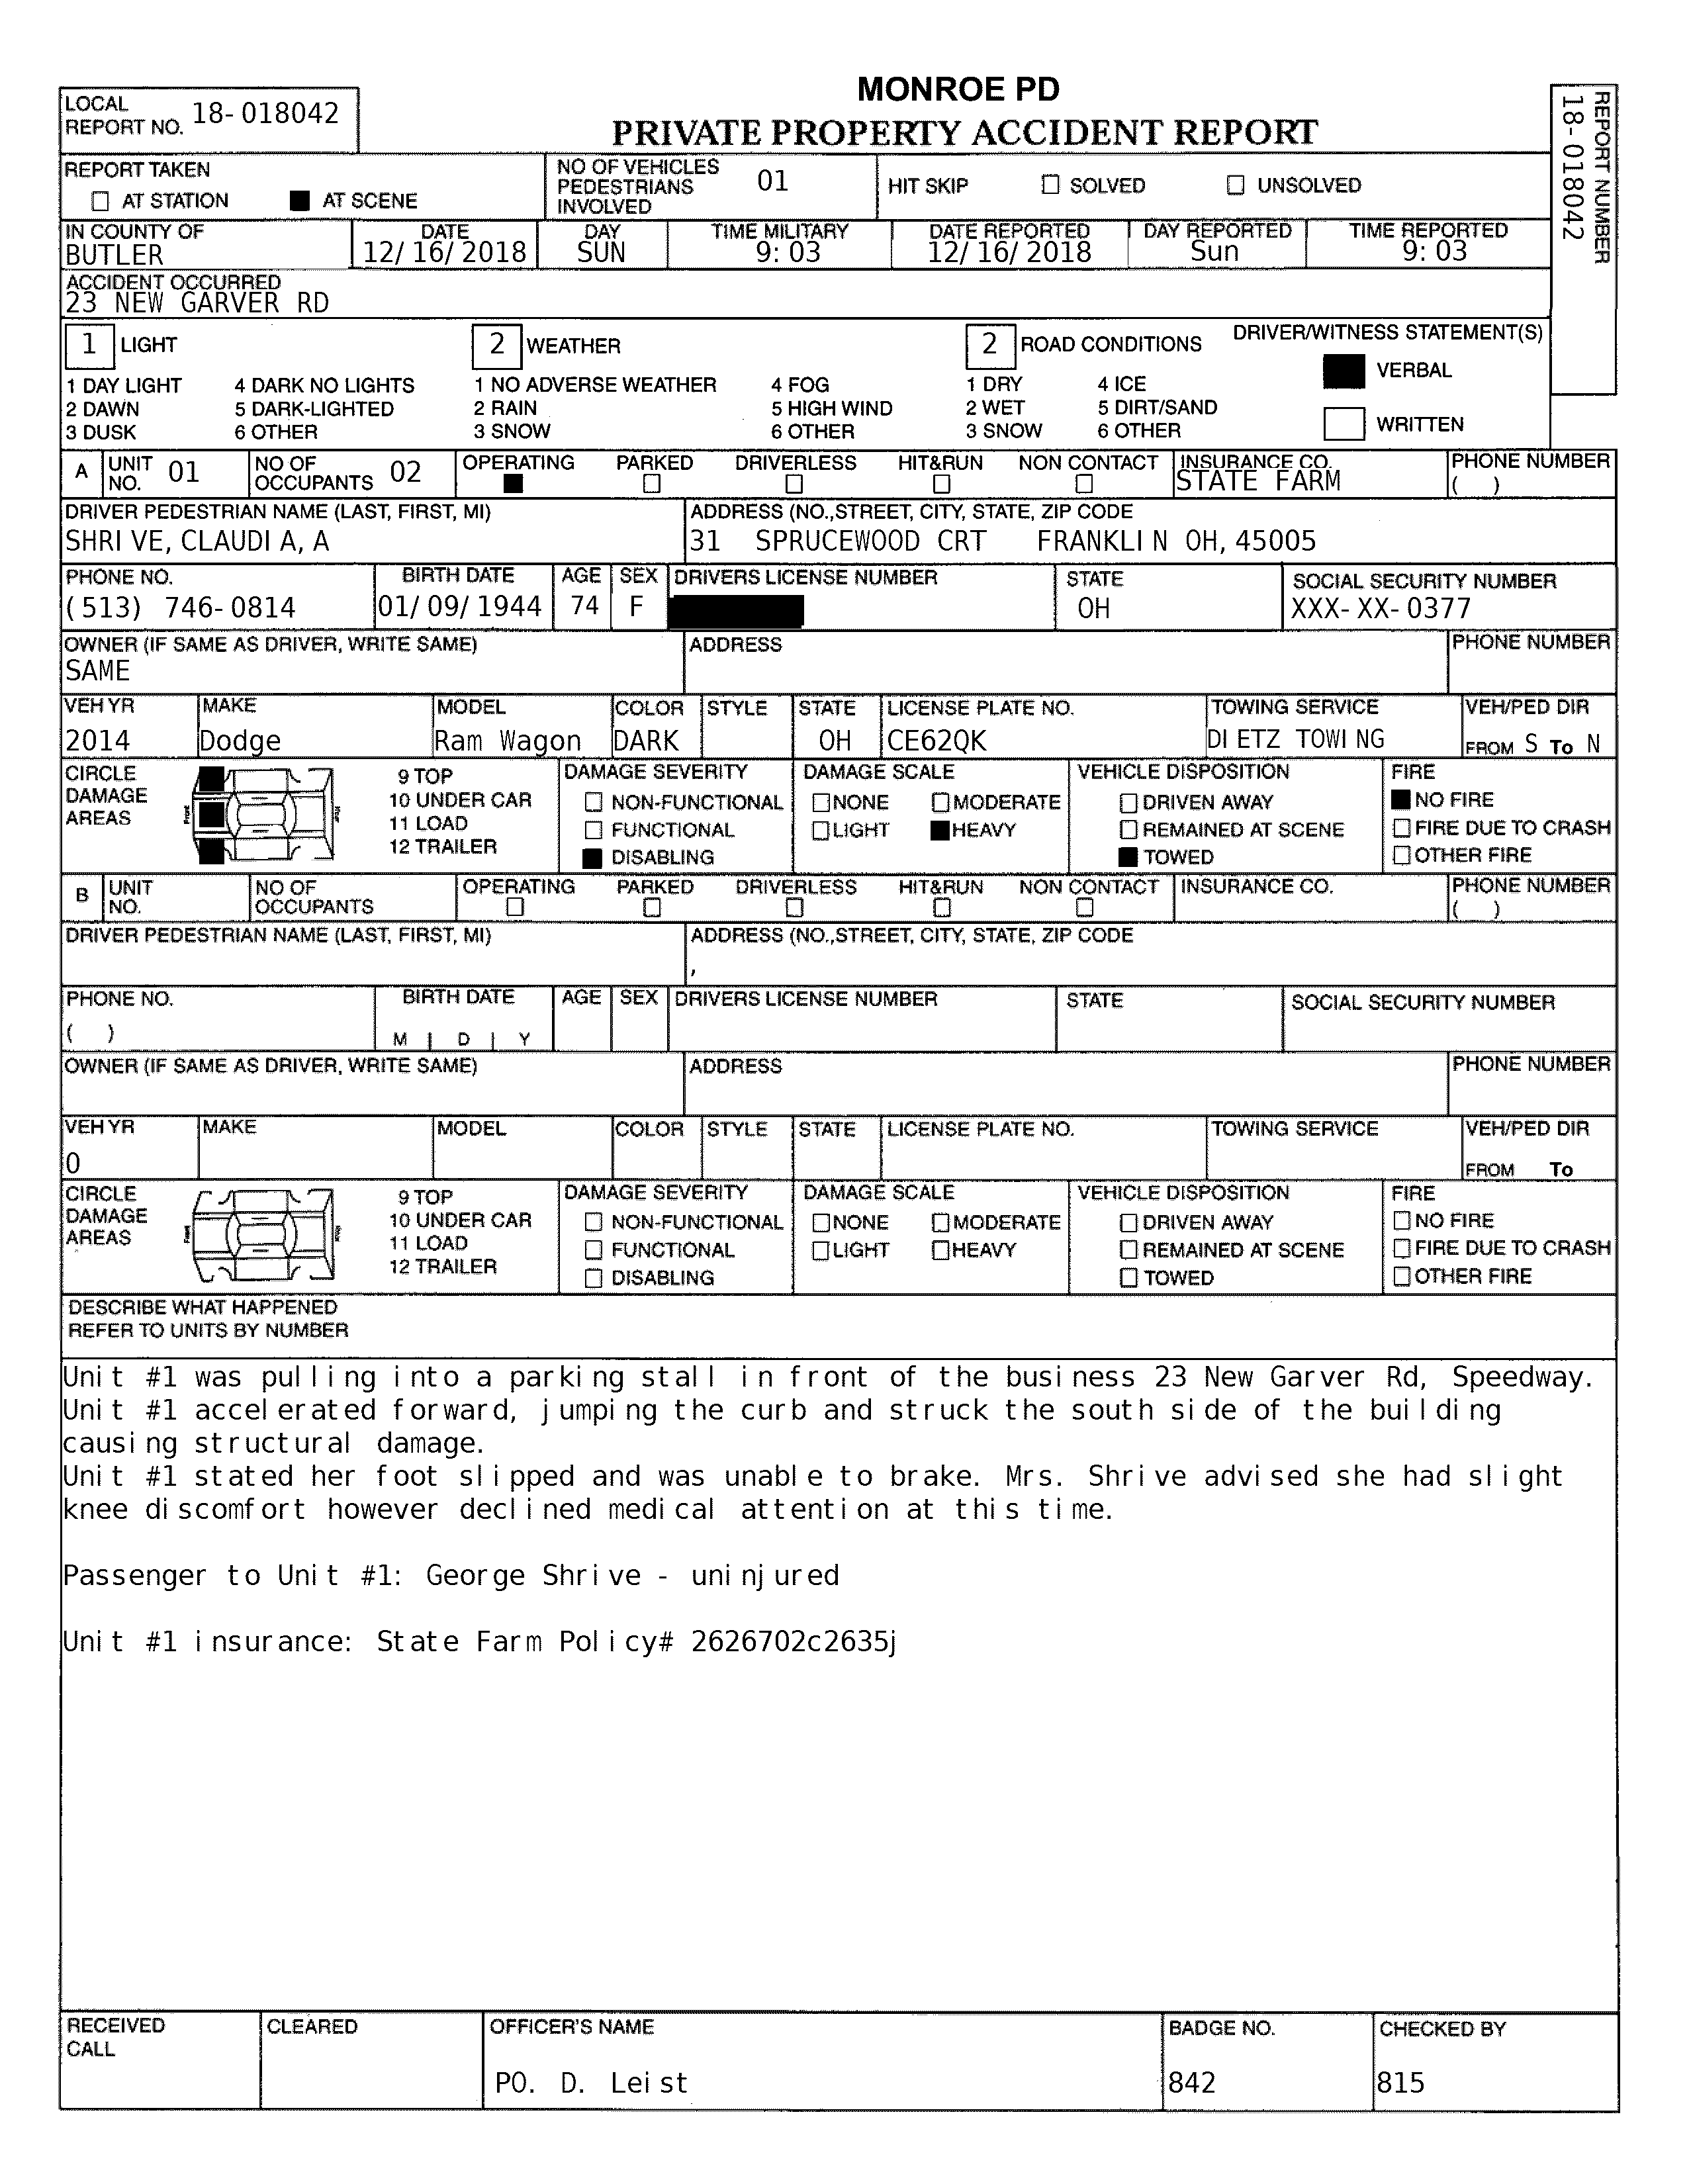 MONROE PD
PRIVATE PROPERTY ACCIDENT REPORT
LOCAL REPORT NO. 18-018042
REPORT NUMBER 18-018042
REPORT TAKEN
AT STATION AT SCENE
NO OF VEHICLES PEDESTRIANS INVOLVED 01
HIT SKIP SOLVED UNSOLVED
IN COUNTY OF BUTLER
DATE 12/16/2018
DAY SUN
TIME MILITARY 9:03
DATE REPORTED 12/16/2018
DAY REPORTED Sun
TIME REPORTED 9:03
ACCIDENT OCCURRED
23 NEW GARVER RD
1 LIGHT
1 DAY LIGHT 4 DARK NO LIGHTS
2 DAWN 5 DARK-LIGHTED
3 DUSK 6 OTHER
2 WEATHER
1 NO ADVERSE WEATHER 4 FOG
2 RAIN 5 HIGH WIND
3 SNOW 6 OTHER
2 ROAD CONDITIONS
1 DRY 4 ICE
2 WET 5 DIRT/SAND
3 SNOW 6 OTHER
DRIVER/WITNESS STATEMENT(S)
VERBAL
WRITTEN
A UNIT NO. 01
NO OF OCCUPANTS 02
OPERATING PARKED DRIVERLESS HIT&RUN NON CONTACT
INSURANCE CO. STATE FARM
PHONE NUMBER ( )
DRIVER PEDESTRIAN NAME (LAST, FIRST, MI)
SHRIVE, CLAUDIA, A
ADDRESS (NO.,STREET, CITY, STATE, ZIP CODE
31 SPRUCEWOOD CRT FRANKLIN OH, 45005
PHONE NO. (513) 746-0814
BIRTH DATE 01/09/1944
AGE 74
SEX F
DRIVERS LICENSE NUMBER
STATE OH
SOCIAL SECURITY NUMBER XXX-XX-0377
OWNER (IF SAME AS DRIVER, WRITE SAME)
SAME
ADDRESS
PHONE NUMBER
VEH YR 2014
MAKE Dodge
MODEL Ram Wagon
COLOR DARK
STYLE
STATE OH
LICENSE PLATE NO. CE62QK
TOWING SERVICE DIETZ TOWING
VEH/PED DIR FROM S To N
CIRCLE DAMAGE AREAS
9 TOP
10 UNDER CAR
11 LOAD
12 TRAILER
DAMAGE SEVERITY
NON-FUNCTIONAL
FUNCTIONAL
DISABLING
DAMAGE SCALE
NONE MODERATE
LIGHT HEAVY
VEHICLE DISPOSITION
DRIVEN AWAY
REMAINED AT SCENE
TOWED
FIRE
NO FIRE
FIRE DUE TO CRASH
OTHER FIRE
B UNIT NO.
NO OF OCCUPANTS
OPERATING PARKED DRIVERLESS HIT&RUN NON CONTACT
INSURANCE CO.
PHONE NUMBER ( )
DRIVER PEDESTRIAN NAME (LAST, FIRST, MI)
ADDRESS (NO.,STREET, CITY, STATE, ZIP CODE
,
PHONE NO. ( )
BIRTH DATE M | D | Y
AGE
SEX
DRIVERS LICENSE NUMBER
STATE
SOCIAL SECURITY NUMBER
OWNER (IF SAME AS DRIVER, WRITE SAME)
ADDRESS
PHONE NUMBER
VEH YR 0
MAKE
MODEL
COLOR
STYLE
STATE
LICENSE PLATE NO.
TOWING SERVICE
VEH/PED DIR FROM To
CIRCLE DAMAGE AREAS
9 TOP
10 UNDER CAR
11 LOAD
12 TRAILER
DAMAGE SEVERITY
NON-FUNCTIONAL
FUNCTIONAL
DISABLING
DAMAGE SCALE
NONE MODERATE
LIGHT HEAVY
VEHICLE DISPOSITION
DRIVEN AWAY
REMAINED AT SCENE
TOWED
FIRE
NO FIRE
FIRE DUE TO CRASH
OTHER FIRE
DESCRIBE WHAT HAPPENED
REFER TO UNITS BY NUMBER
Unit #1 was pulling into a parking stall in front of the business 23 New Garver Rd, Speedway.
Unit #1 accelerated forward, jumping the curb and struck the south side of the building
causing structural damage.
Unit #1 stated her foot slipped and was unable to brake. Mrs. Shrive advised she had slight
knee discomfort however declined medical attention at this time.
Passenger to Unit #1: George Shrive - uninjured
Unit #1 insurance: State Farm Policy# 2626702c2635j
RECEIVED CALL
CLEARED
OFFICER'S NAME PO. D. Leist
BADGE NO. 842
CHECKED BY 815